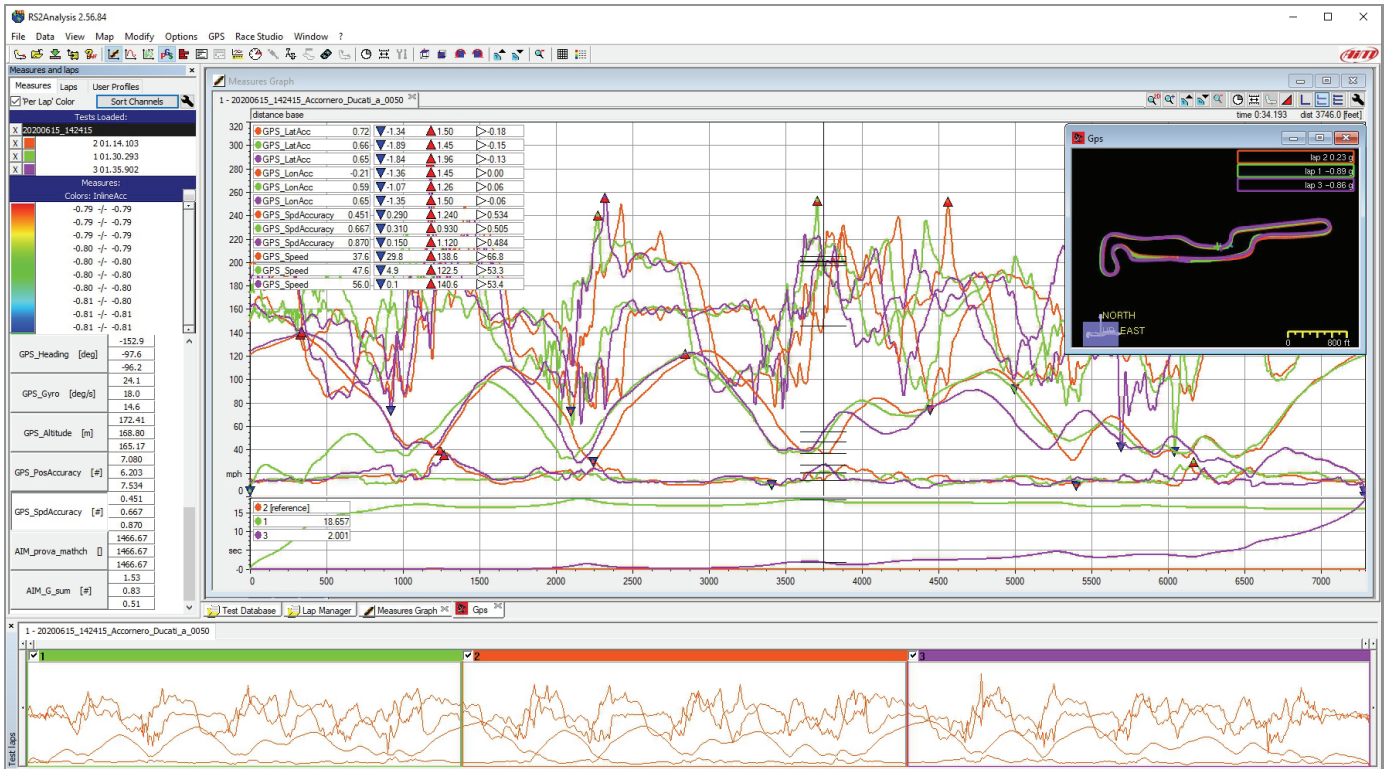 RS2Analysis 2.56.84
File Data View Map Modify Options GPS Race Studio Window ?
AiM
Measures and laps
Measures Laps User Profiles
'Per Lap' Color Sort Channels
Tests Loaded:
X 20200615_142415
X 2 01.14.103
X 1 01.30.293
X 3 01.35.902
Measures:
Colors: InlineAcc
-0.79 -/- -0.79
-0.79 -/- -0.79
-0.79 -/- -0.79
-0.80 -/- -0.80
-0.80 -/- -0.80
-0.80 -/- -0.80
-0.80 -/- -0.80
-0.81 -/- -0.80
-0.81 -/- -0.81
-0.81 -/- -0.81
-152.9
GPS_Heading [deg] -97.6
-96.2
24.1
GPS_Gyro [deg/s] 18.0
14.6
172.41
GPS_Altitude [m] 168.80
165.17
7.080
GPS_PosAccuracy [#] 6.203
7.534
0.451
GPS_SpdAccuracy [#] 0.667
0.870
1466.67
AIM_prova_mathch [] 1466.67
1466.67
1.53
AIM_G_sum [#] 0.83
0.51
Measures Graph
1 - 20200615_142415_Accornero_Ducati_a_0050
distance base
time 0:34.193 dist 3746.0 [feet]
GPS_LatAcc 0.72 -1.34 1.50 -0.18
GPS_LatAcc 0.66 -1.89 1.45 -0.15
GPS_LatAcc 0.65 -1.84 1.96 -0.13
GPS_LonAcc -0.21 -1.36 1.45 0.00
GPS_LonAcc 0.59 -1.07 1.26 0.06
GPS_LonAcc 0.65 -1.35 1.50 -0.06
GPS_SpdAccuracy 0.451 0.290 1.240 0.534
GPS_SpdAccuracy 0.667 0.310 0.930 0.505
GPS_SpdAccuracy 0.870 0.150 1.120 0.484
GPS_Speed 37.6 29.8 138.6 66.8
GPS_Speed 47.6 4.9 122.5 53.3
GPS_Speed 56.0 0.1 140.6 53.4
320
300
280
260
240
220
200
180
160
140
120
100
80
60
40
mph
0
2 [reference]
1 18.657
3 2.001
15
10
sec
0
0 500 1000 1500 2000 2500 3000 3500 4000 4500 5000 5500 6000 6500 7000
Gps
lap 2 0.23 g
lap 1 -0.89 g
lap 3 -0.86 g
NORTH
UP EAST
0 800 ft
Test Database Lap Manager Measures Graph Gps
1 - 20200615_142415_Accornero_Ducati_a_0050
1 2 3
Test laps